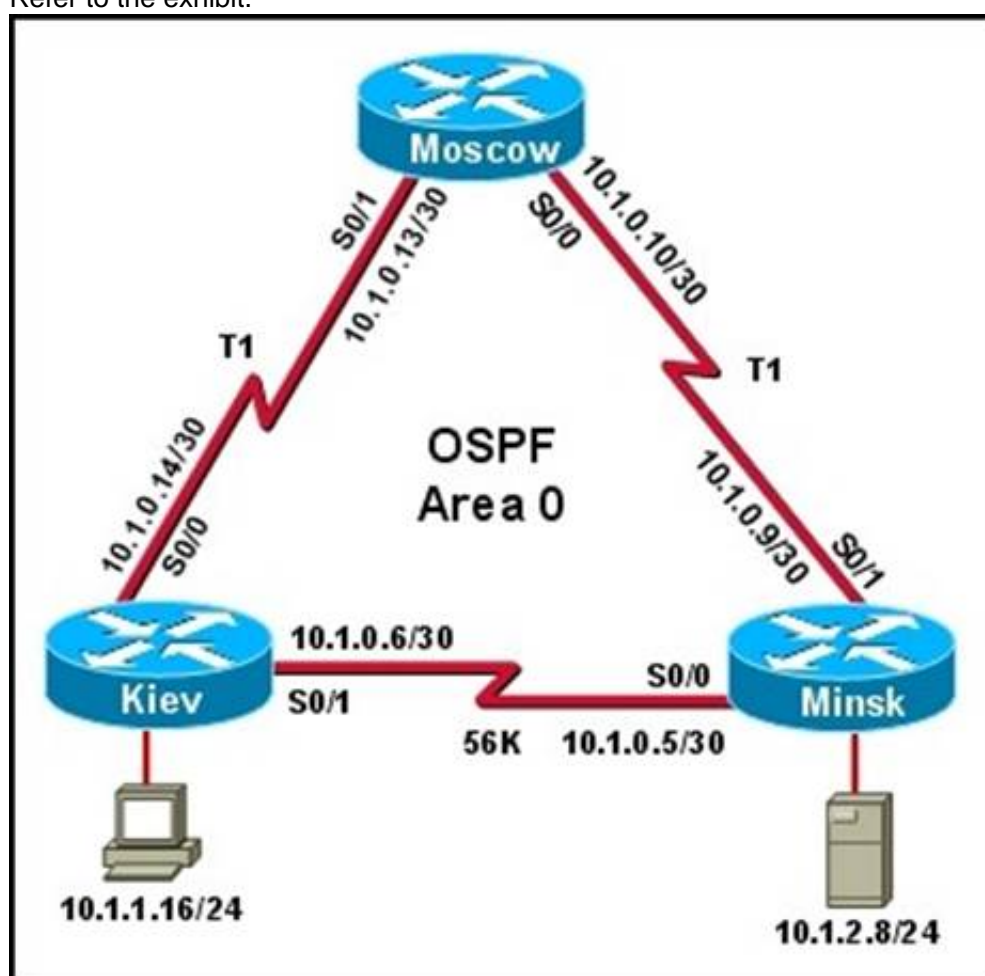 Refer to the exhibit.
Moscow
S0/1
10.1.0.13/30
S0/0
10.1.0.10/30
T1
T1
OSPF
Area 0
10.1.0.14/30
S0/0
10.1.0.9/30
S0/1
Kiev
10.1.0.6/30
S0/1
56K
S0/0
10.1.0.5/30
Minsk
10.1.1.16/24
10.1.2.8/24